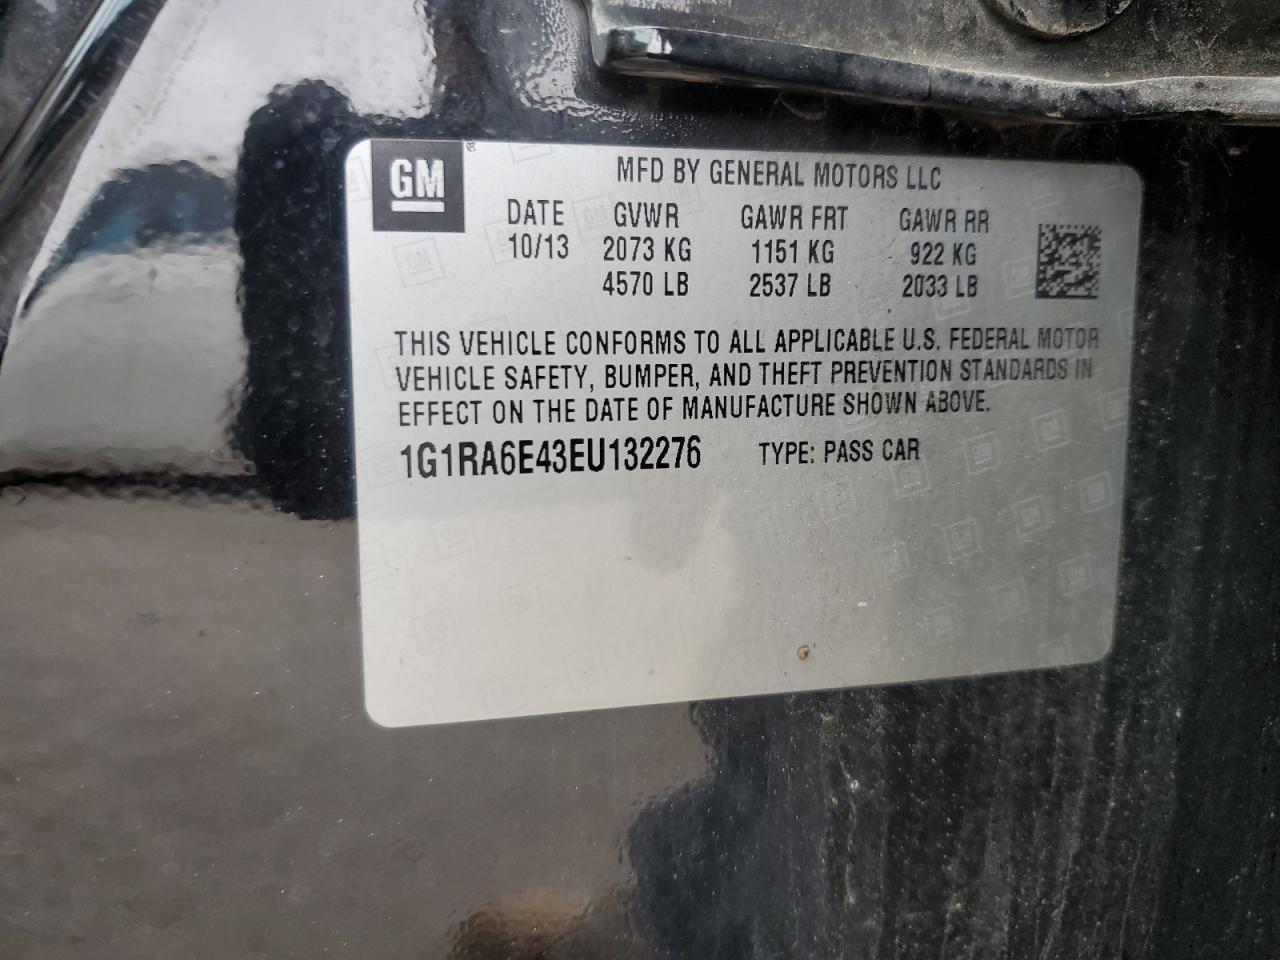 GM
MFD BY GENERAL MOTORS LLC
DATE GVWR GAWR FRT GAWR RR
10/13 2073 KG 1151 KG 922 KG
4570 LB 2537 LB 2033 LB
THIS VEHICLE CONFORMS TO ALL APPLICABLE U.S. FEDERAL MOTOR
VEHICLE SAFETY, BUMPER, AND THEFT PREVENTION STANDARDS IN
EFFECT ON THE DATE OF MANUFACTURE SHOWN ABOVE.
1G1RA6E43EU132276 TYPE: PASS CAR